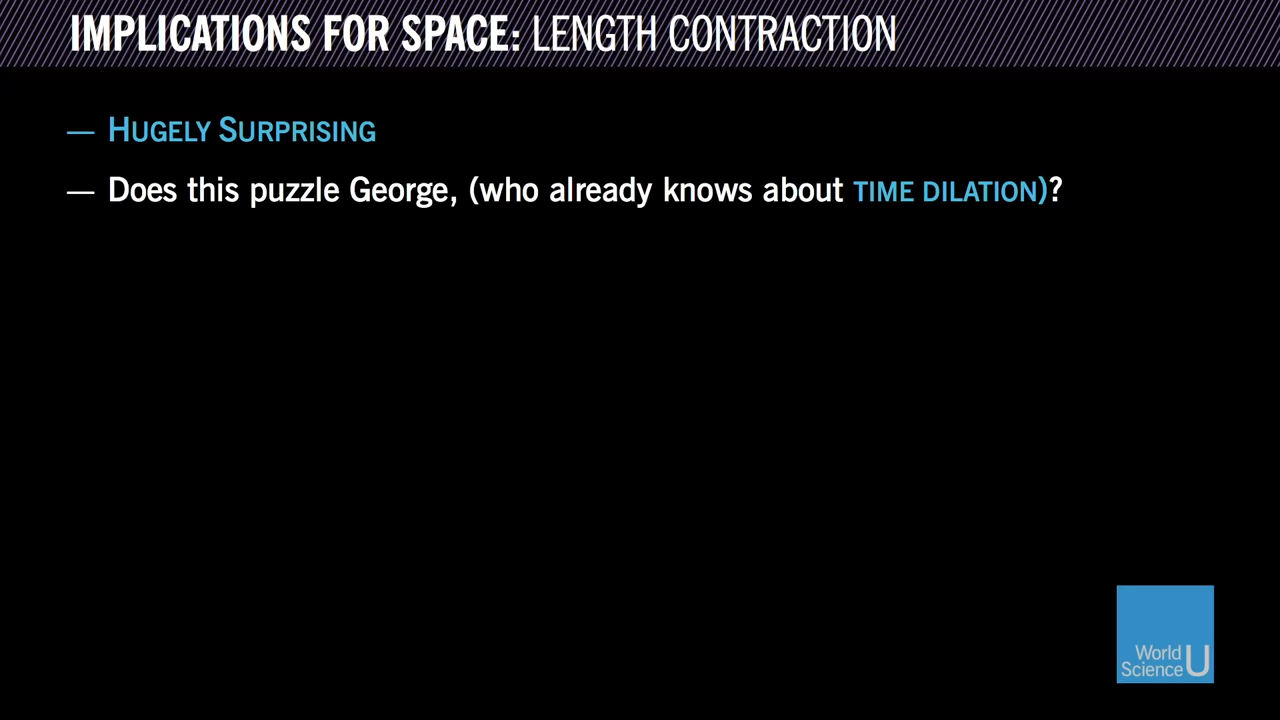 IMPLICATIONS FOR SPACE: LENGTH CONTRACTION
— HUGELY SURPRISING
— Does this puzzle George, (who already knows about TIME DILATION)?
World
Science U